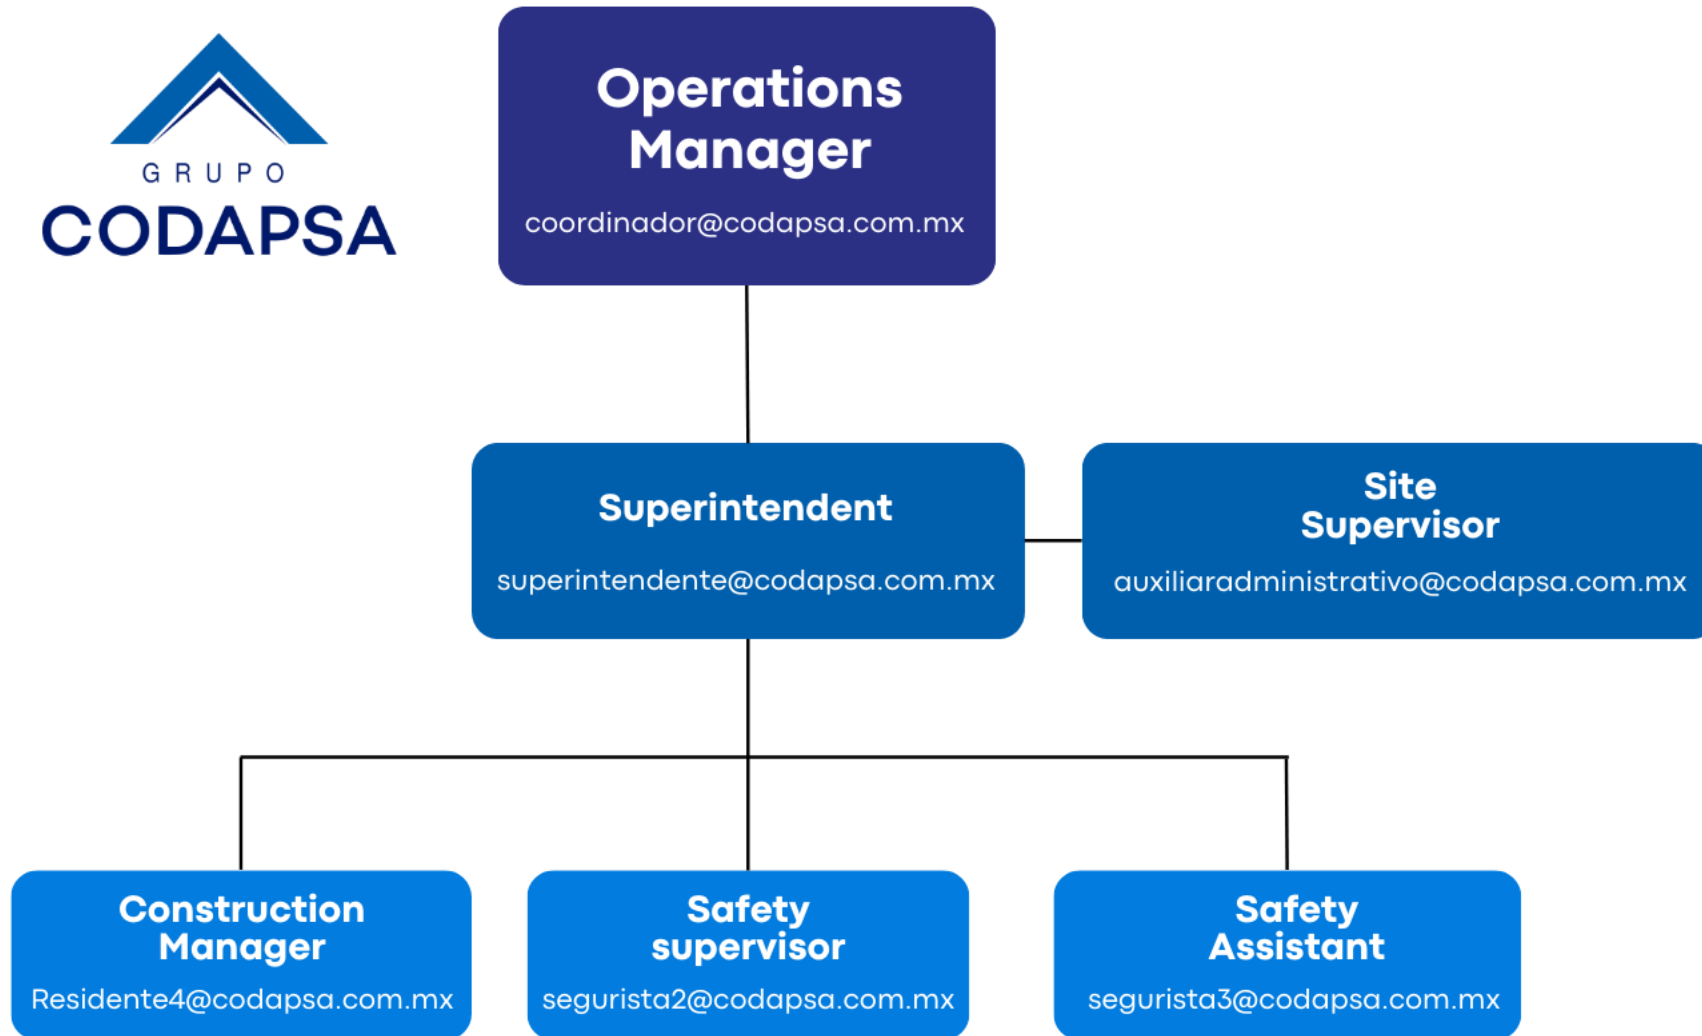 GRUPO
CODAPSA
Operations
Manager
coordinador@codapsa.com.mx
Superintendent
superintendente@codapsa.com.mx
Site
Supervisor
auxiliaradministrativo@codapsa.com.mx
Construction
Manager
Residente4@codapsa.com.mx
Safety
supervisor
segurista2@codapsa.com.mx
Safety
Assistant
segurista3@codapsa.com.mx